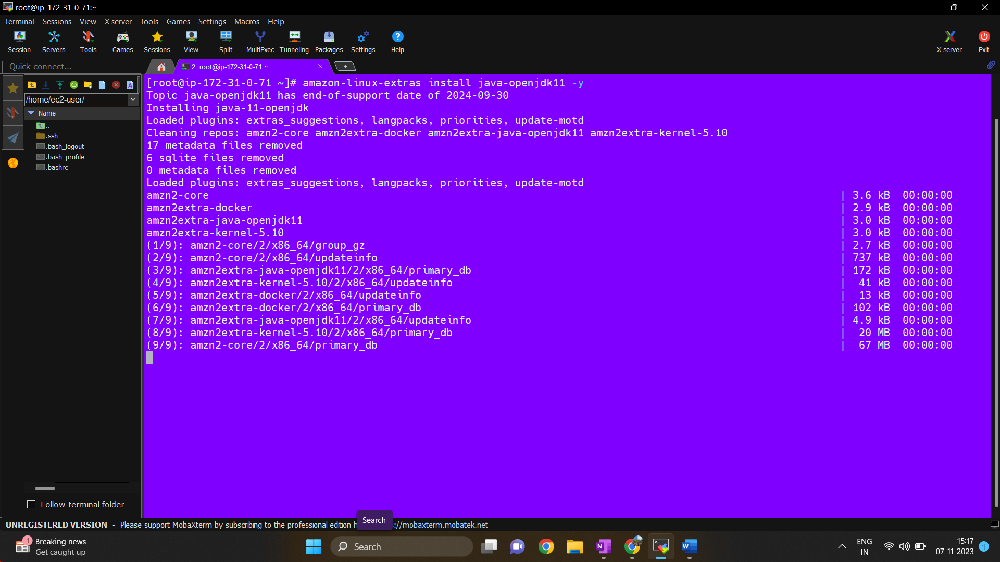 root@ip-172-31-0-71:~
Terminal Sessions View X server Tools Games Settings Macros Help
Session Servers Tools Games Sessions View Split MultiExec Tunneling Packages Settings Help X server Exit
Quick connect...
2. root@ip-172-31-0-71:~
/home/ec2-user/
Name
..
.ssh
.bash_logout
.bash_profile
.bashrc
Follow terminal folder
[root@ip-172-31-0-71 ~]# amazon-linux-extras install java-openjdk11 -y
Topic java-openjdk11 has end-of-support date of 2024-09-30
Installing java-11-openjdk
Loaded plugins: extras_suggestions, langpacks, priorities, update-motd
Cleaning repos: amzn2-core amzn2extra-docker amzn2extra-java-openjdk11 amzn2extra-kernel-5.10
17 metadata files removed
6 sqlite files removed
0 metadata files removed
Loaded plugins: extras_suggestions, langpacks, priorities, update-motd
amzn2-core | 3.6 kB 00:00:00
amzn2extra-docker | 2.9 kB 00:00:00
amzn2extra-java-openjdk11 | 3.0 kB 00:00:00
amzn2extra-kernel-5.10 | 3.0 kB 00:00:00
(1/9): amzn2-core/2/x86_64/group_gz | 2.7 kB 00:00:00
(2/9): amzn2-core/2/x86_64/updateinfo | 737 kB 00:00:00
(3/9): amzn2extra-java-openjdk11/2/x86_64/primary_db | 172 kB 00:00:00
(4/9): amzn2extra-kernel-5.10/2/x86_64/updateinfo | 41 kB 00:00:00
(5/9): amzn2extra-docker/2/x86_64/updateinfo | 13 kB 00:00:00
(6/9): amzn2extra-docker/2/x86_64/primary_db | 102 kB 00:00:00
(7/9): amzn2extra-java-openjdk11/2/x86_64/updateinfo | 4.9 kB 00:00:00
(8/9): amzn2extra-kernel-5.10/2/x86_64/primary_db | 20 MB 00:00:00
(9/9): amzn2-core/2/x86_64/primary_db | 67 MB 00:00:00
Search
UNREGISTERED VERSION - Please support MobaXterm by subscribing to the professional edition h s://mobaxterm.mobatek.net
1
Breaking news
Get caught up
Search
ENG
IN
15:17
07-11-2023
1